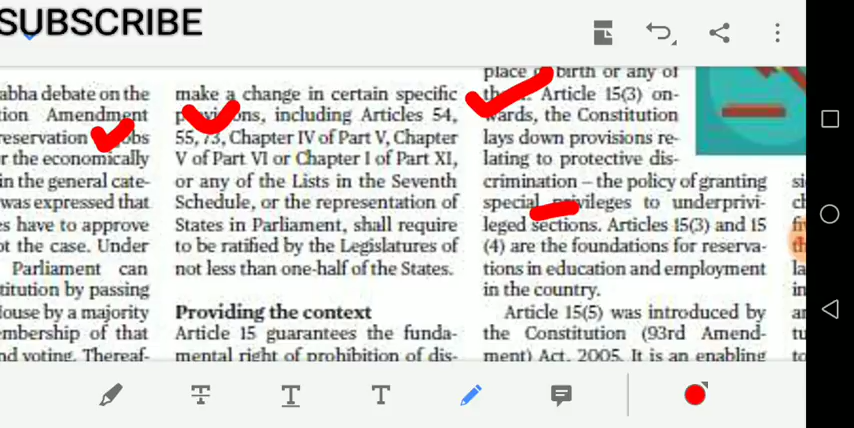 SUBSCRIBE
abha debate on the
tion Amendment
reservation jobs
r the economically
in the general cate-
was expressed that
es have to approve
ot the case. Under
Parliament can
titution by passing
House by a majority
embership of that
nd voting. Thereaf-
make a change in certain specific
provisions, including Articles 54,
55, 73, Chapter IV of Part V, Chapter
V of Part VI or Chapter I of Part XI,
or any of the Lists in the Seventh
Schedule, or the representation of
States in Parliament, shall require
to be ratified by the Legislatures of
not less than one-half of the States.
Providing the context
Article 15 guarantees the funda-
mental right of prohibition of dis-
place of birth or any of
them. Article 15(3) on-
wards, the Constitution
lays down provisions re-
lating to protective dis-
crimination – the policy of granting
special privileges to underprivi-
leged sections. Articles 15(3) and 15
(4) are the foundations for reserva-
tions in education and employment
in the country.
Article 15(5) was introduced by
the Constitution (93rd Amend-
ment) Act, 2005. It is an enabling
T
T
T